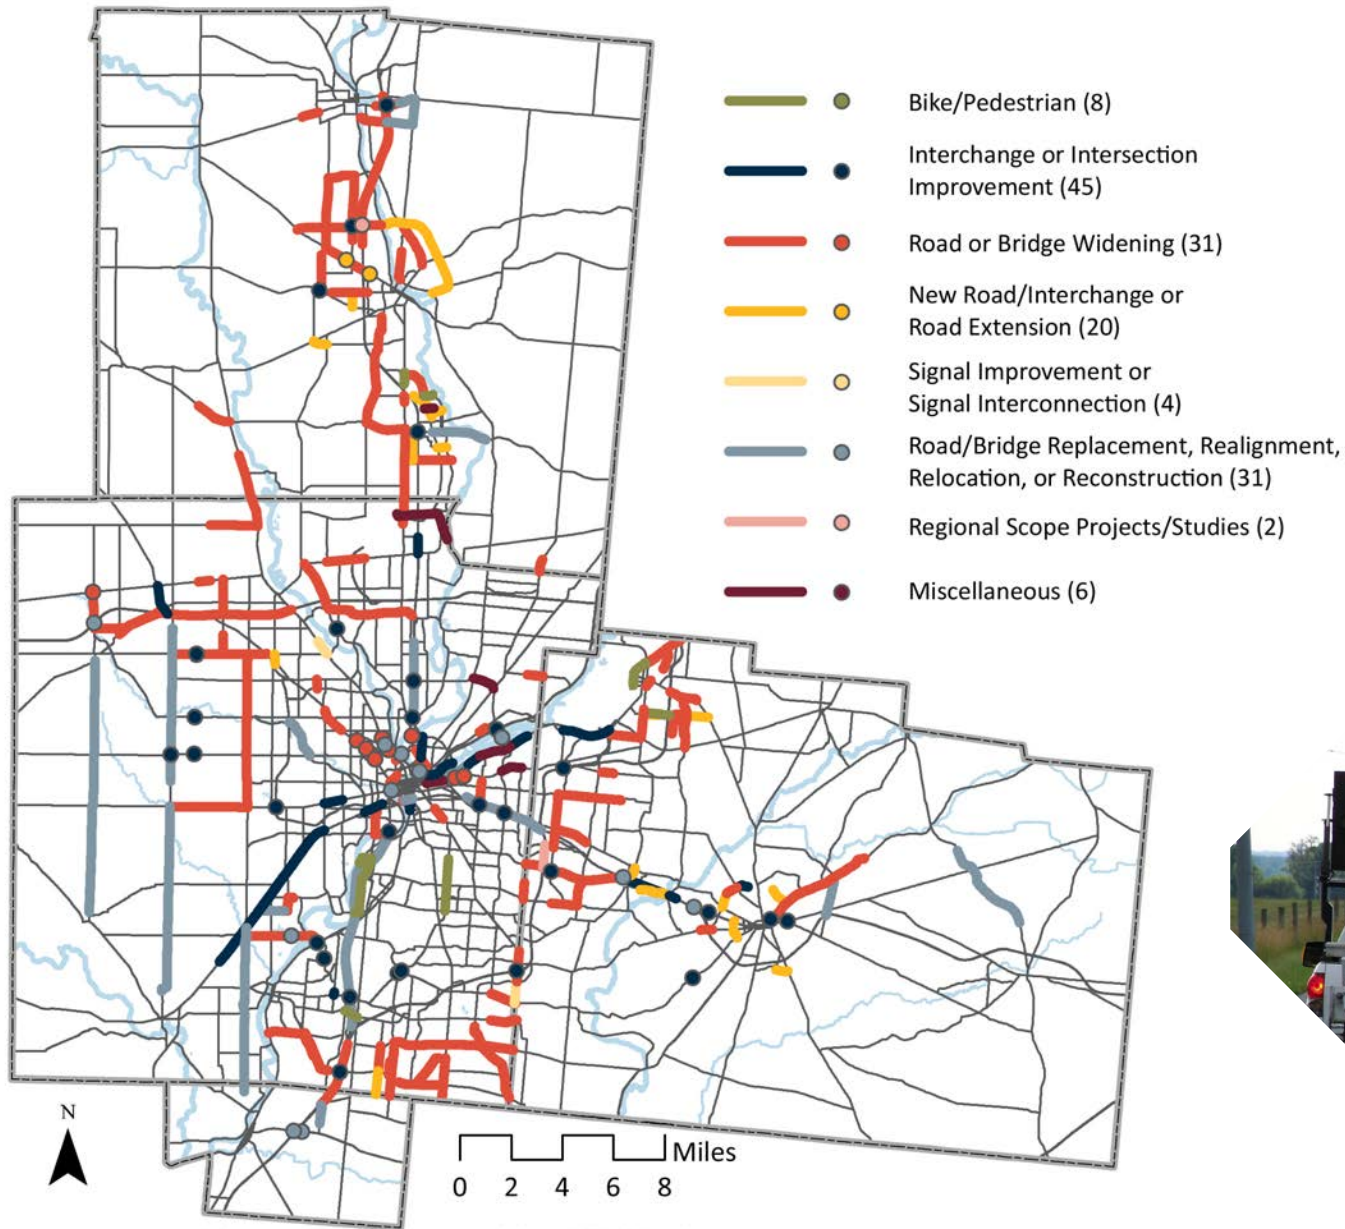 Bike/Pedestrian (8)
Interchange or Intersection
Improvement (45)
Road or Bridge Widening (31)
New Road/Interchange or
Road Extension (20)
Signal Improvement or
Signal Interconnection (4)
Road/Bridge Replacement, Realignment,
Relocation, or Reconstruction (31)
Regional Scope Projects/Studies (2)
Miscellaneous (6)
N
Miles
0 2 4 6 8